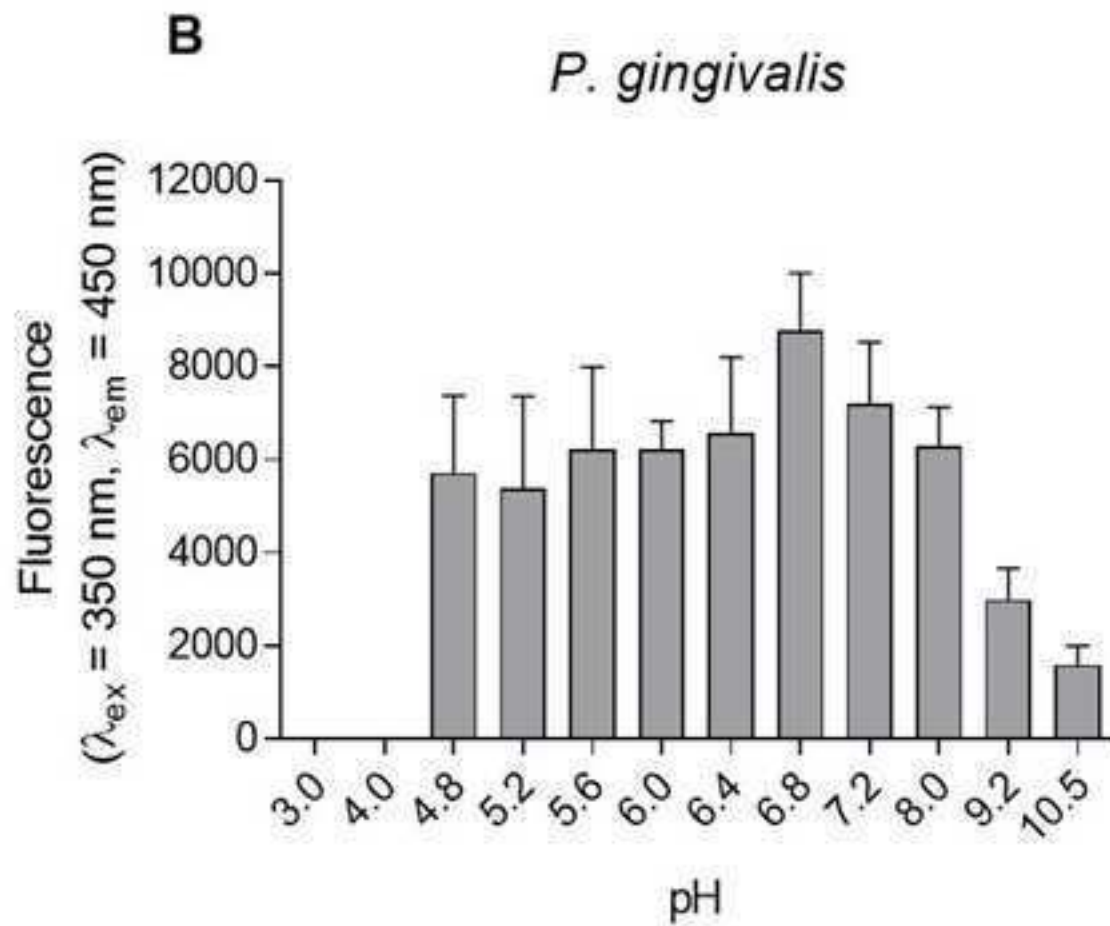 B
P. gingivalis
Fluorescence
(λex = 350 nm, λem = 450 nm)
12000
10000
8000
6000
4000
2000
0
3.0 4.0 4.8 5.2 5.6 6.0 6.4 6.8 7.2 8.0 9.2 10.5
pH